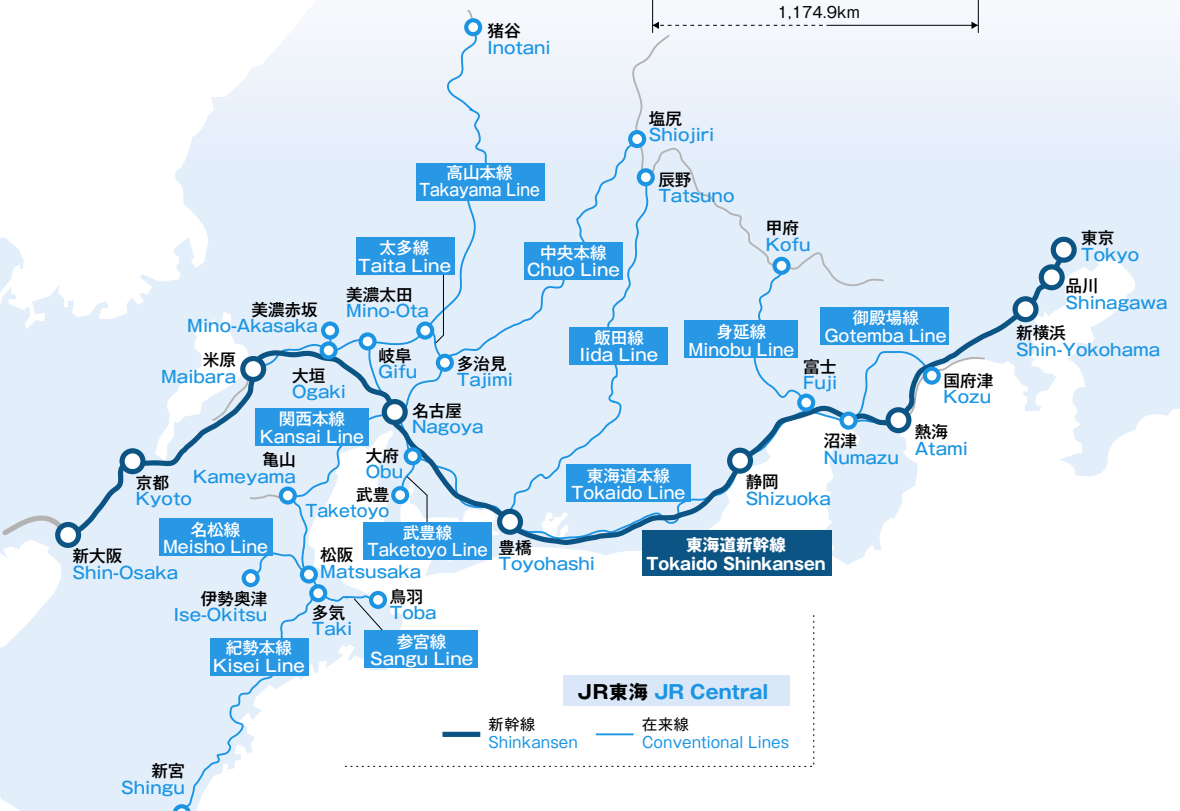 1,174.9km
猪谷
Inotani
塩尻
Shiojiri
高山本線
Takayama Line
辰野
Tatsuno
甲府
Kofu
東京
Tokyo
太多線
Taita Line
中央本線
Chuo Line
品川
Shinagawa
美濃赤坂
Mino-Akasaka
美濃太田
Mino-Ota
飯田線
Iida Line
身延線
Minobu Line
御殿場線
Gotemba Line
新横浜
Shin-Yokohama
米原
Maibara
大垣
Ogaki
岐阜
Gifu
多治見
Tajimi
富士
Fuji
国府津
Kozu
関西本線
Kansai Line
名古屋
Nagoya
沼津
Numazu
熱海
Atami
亀山
Kameyama
大府
Obu
京都
Kyoto
武豊
Taketoyo
東海道本線
Tokaido Line
静岡
Shizuoka
名松線
Meisho Line
武豊線
Taketoyo Line
豊橋
Toyohashi
東海道新幹線
Tokaido Shinkansen
新大阪
Shin-Osaka
松阪
Matsusaka
伊勢奥津
Ise-Okitsu
多気
Taki
鳥羽
Toba
紀勢本線
Kisei Line
参宮線
Sangu Line
JR東海 JR Central
新幹線
Shinkansen
在来線
Conventional Lines
新宮
Shingu